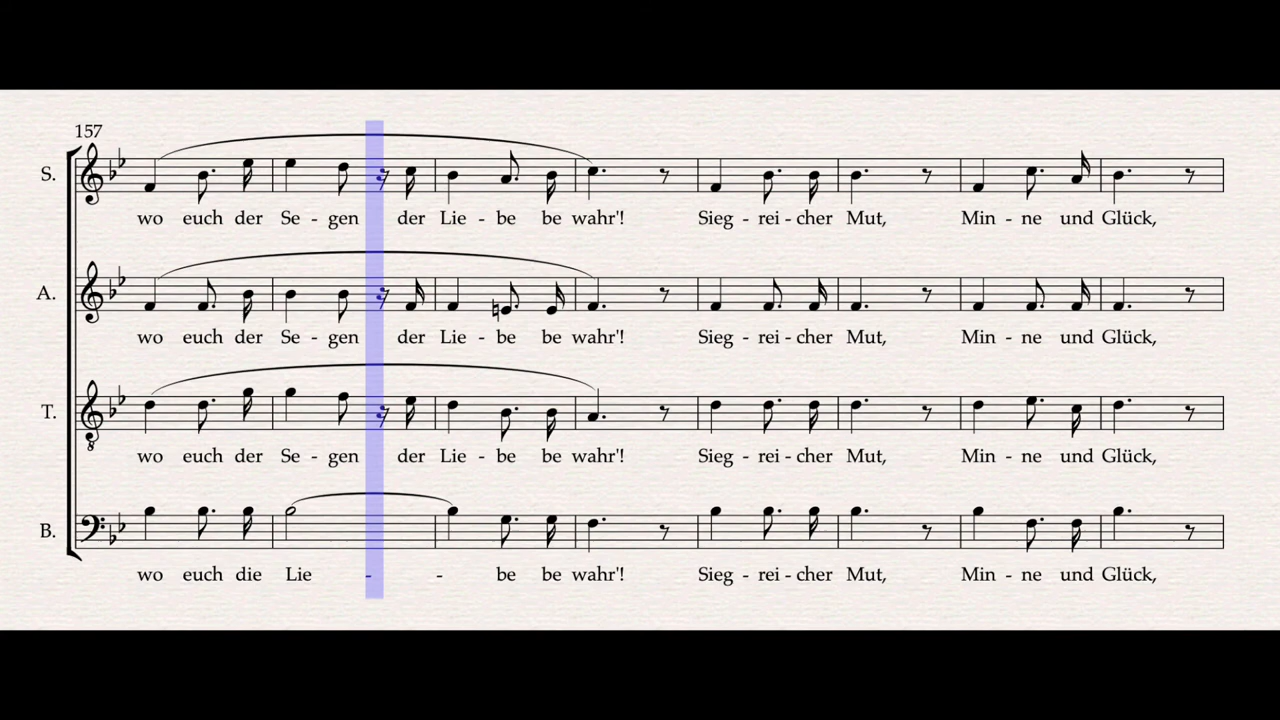 157
S.
wo euch der Se - gen der Lie - be be wahr'! Sieg - rei - cher Mut, Min - ne und Glück,
A.
wo euch der Se - gen der Lie - be be wahr'! Sieg - rei - cher Mut, Min - ne und Glück,
T.
wo euch der Se - gen der Lie - be be wahr'! Sieg - rei - cher Mut, Min - ne und Glück,
B.
wo euch die Lie - - be be wahr'! Sieg - rei - cher Mut, Min - ne und Glück,